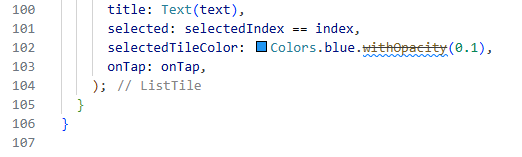 100 title: Text(text),
101 selected: selectedIndex == index,
102 selectedTileColor: Colors.blue.withOpacity(0.1),
103 onTap: onTap,
104 ); // ListTile
105 }
106 }
107